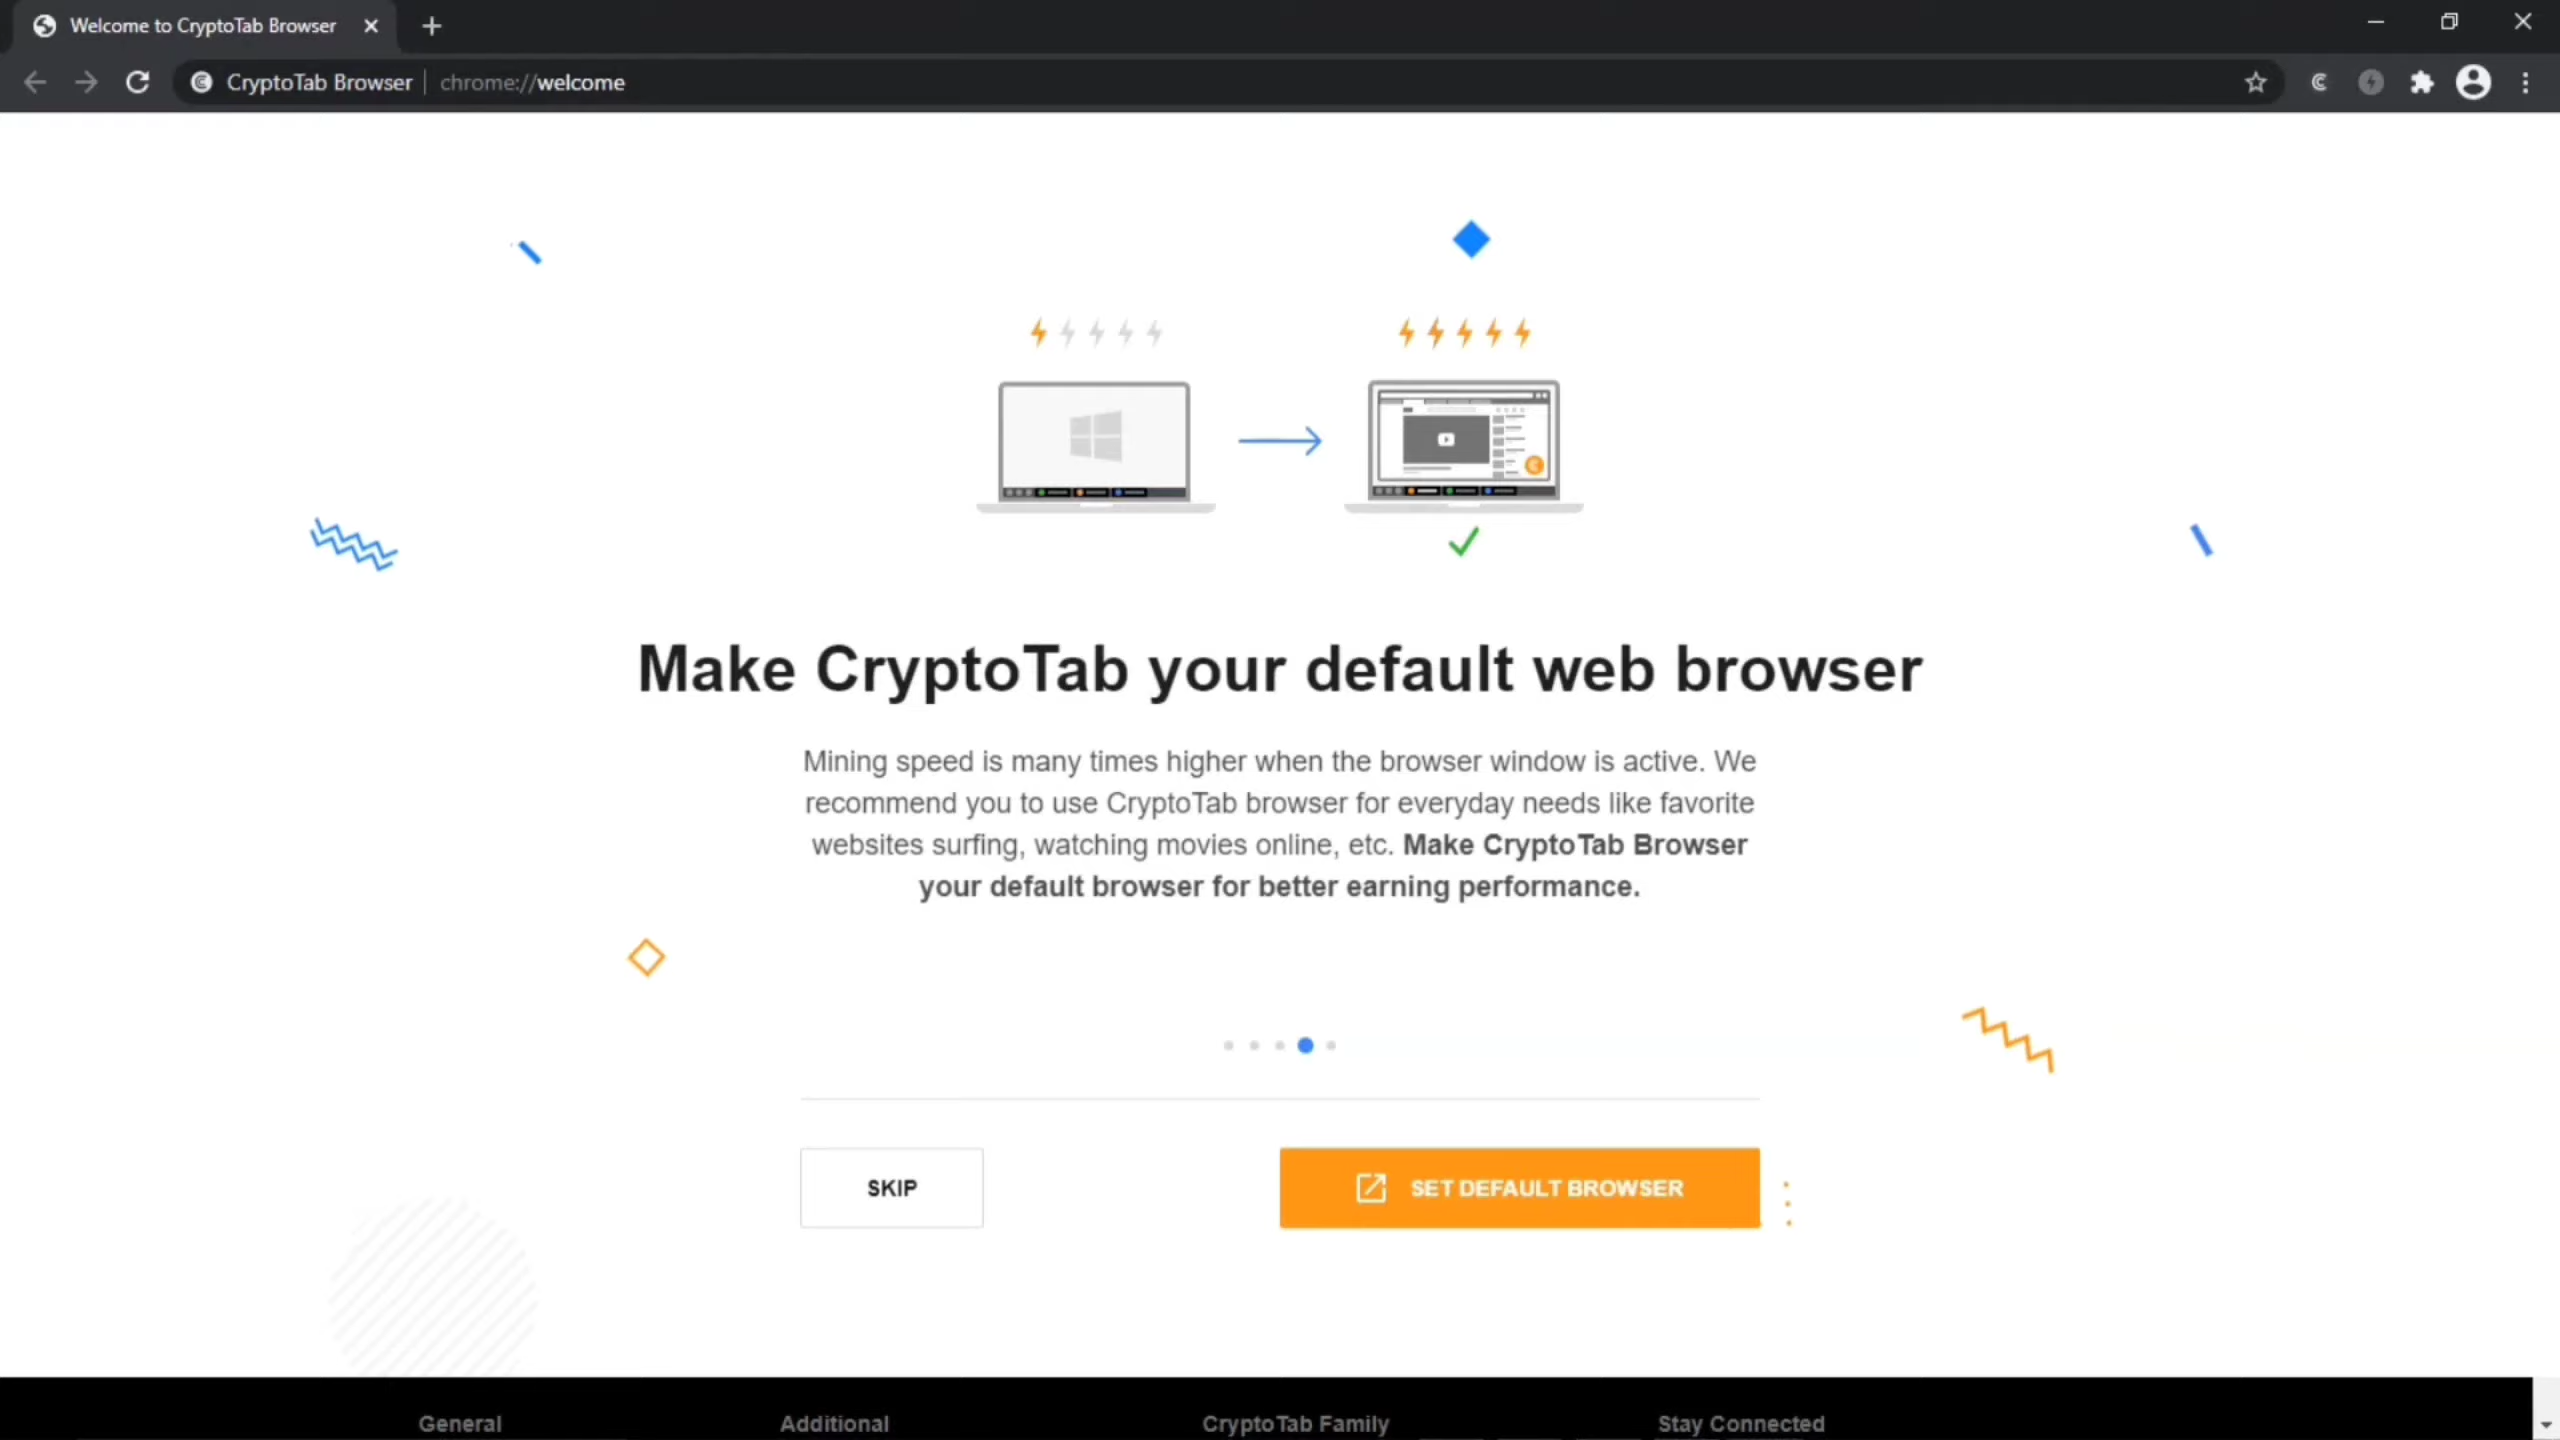 Welcome to CryptoTab Browser
CryptoTab Browser | chrome://welcome
Make CryptoTab your default web browser
Mining speed is many times higher when the browser window is active. We
recommend you to use CryptoTab browser for everyday needs like favorite
websites surfing, watching movies online, etc. Make CryptoTab Browser
your default browser for better earning performance.
SKIP
SET DEFAULT BROWSER
General
Additional
CryptoTab Family
Stay Connected